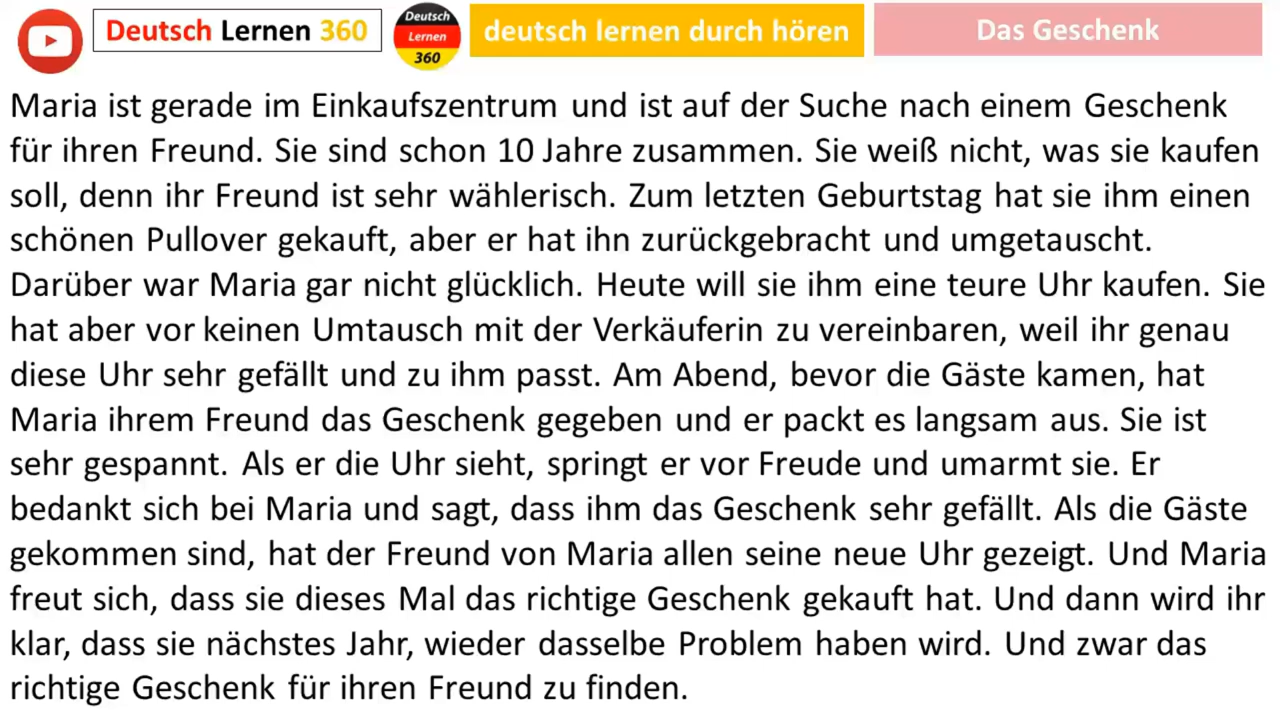 Deutsch Lernen 360
Deutsch
Lernen
360
deutsch lernen durch hören
Das Geschenk
Maria ist gerade im Einkaufszentrum und ist auf der Suche nach einem Geschenk
für ihren Freund. Sie sind schon 10 Jahre zusammen. Sie weiß nicht, was sie kaufen
soll, denn ihr Freund ist sehr wählerisch. Zum letzten Geburtstag hat sie ihm einen
schönen Pullover gekauft, aber er hat ihn zurückgebracht und umgetauscht.
Darüber war Maria gar nicht glücklich. Heute will sie ihm eine teure Uhr kaufen. Sie
hat aber vor keinen Umtausch mit der Verkäuferin zu vereinbaren, weil ihr genau
diese Uhr sehr gefällt und zu ihm passt. Am Abend, bevor die Gäste kamen, hat
Maria ihrem Freund das Geschenk gegeben und er packt es langsam aus. Sie ist
sehr gespannt. Als er die Uhr sieht, springt er vor Freude und umarmt sie. Er
bedankt sich bei Maria und sagt, dass ihm das Geschenk sehr gefällt. Als die Gäste
gekommen sind, hat der Freund von Maria allen seine neue Uhr gezeigt. Und Maria
freut sich, dass sie dieses Mal das richtige Geschenk gekauft hat. Und dann wird ihr
klar, dass sie nächstes Jahr, wieder dasselbe Problem haben wird. Und zwar das
richtige Geschenk für ihren Freund zu finden.